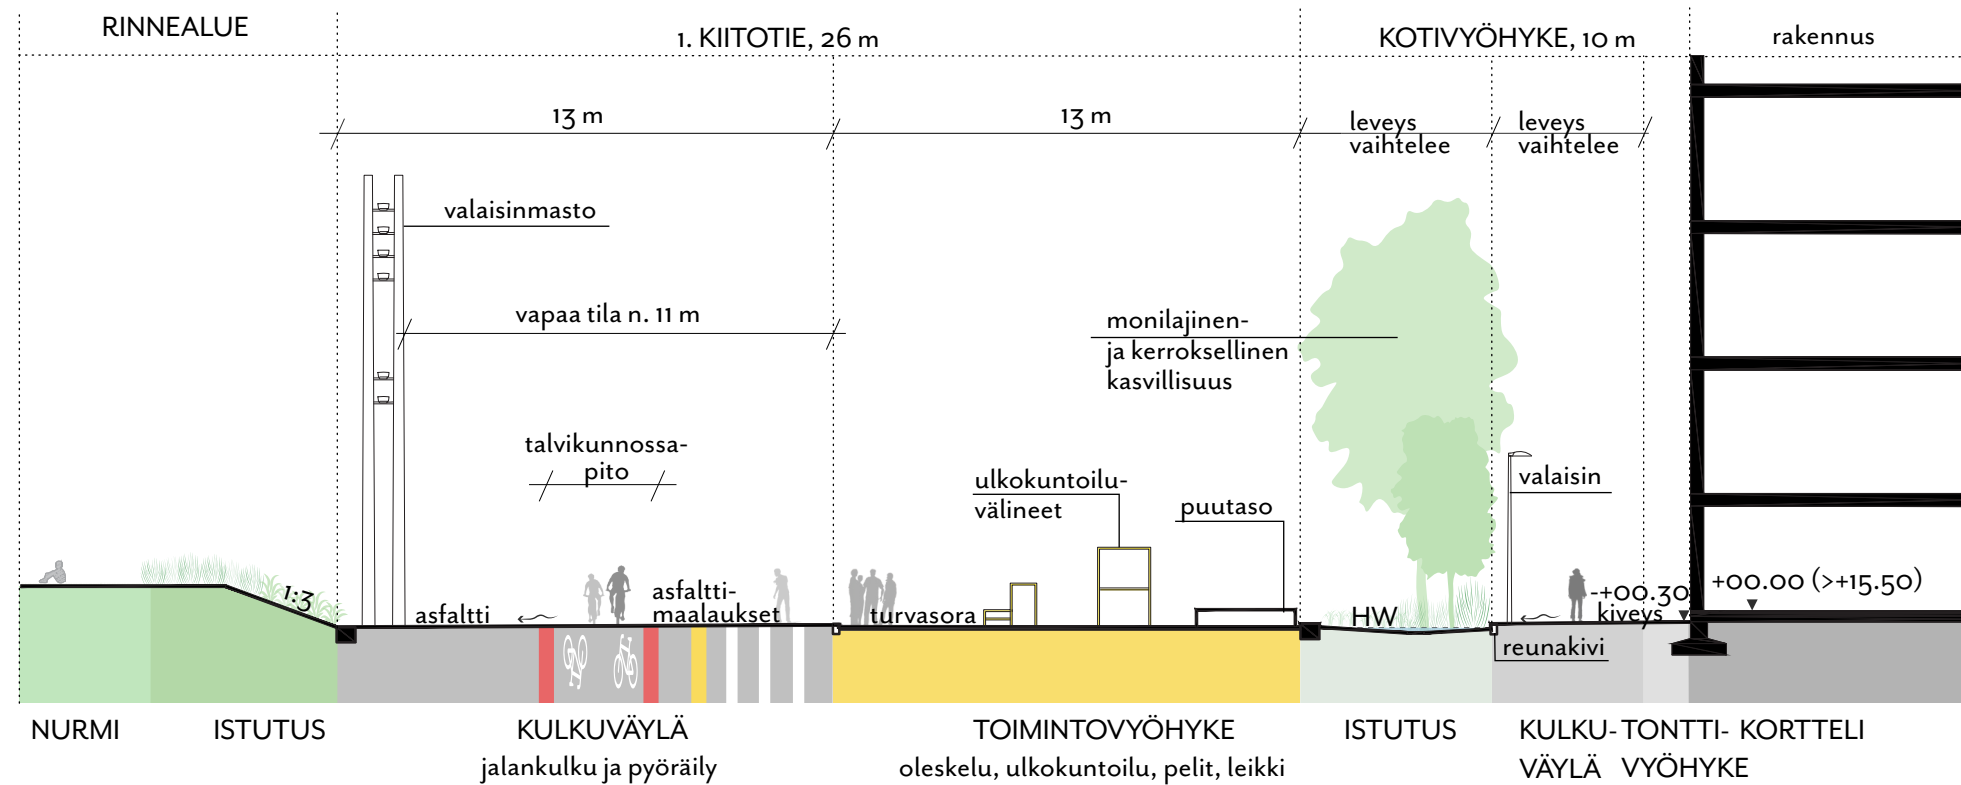 RINNEALUE
1. KIITOTIE, 26 m
KOTIVYÖHYKE, 10 m
rakennus
13 m
13 m
leveys
vaihtelee
leveys
vaihtelee
valaisinmasto
vapaa tila n. 11 m
monilajinen-
ja kerroksellinen
kasvillisuus
talvikunnossa-
pito
ulkokuntoilu-
välineet
puutaso
valaisin
1:3
asfaltti
asfaltti-
maalaukset
turvasora
HW
-+00.30
kiveys
+00.00 (>+15.50)
reunakivi
NURMI
ISTUTUS
KULKUVÄYLÄ
jalankulku ja pyöräily
TOIMINTOVYÖHYKE
oleskelu, ulkokuntoilu, pelit, leikki
ISTUTUS
KULKU-
VÄYLÄ
TONTTI-
VYÖHYKE
KORTTELI